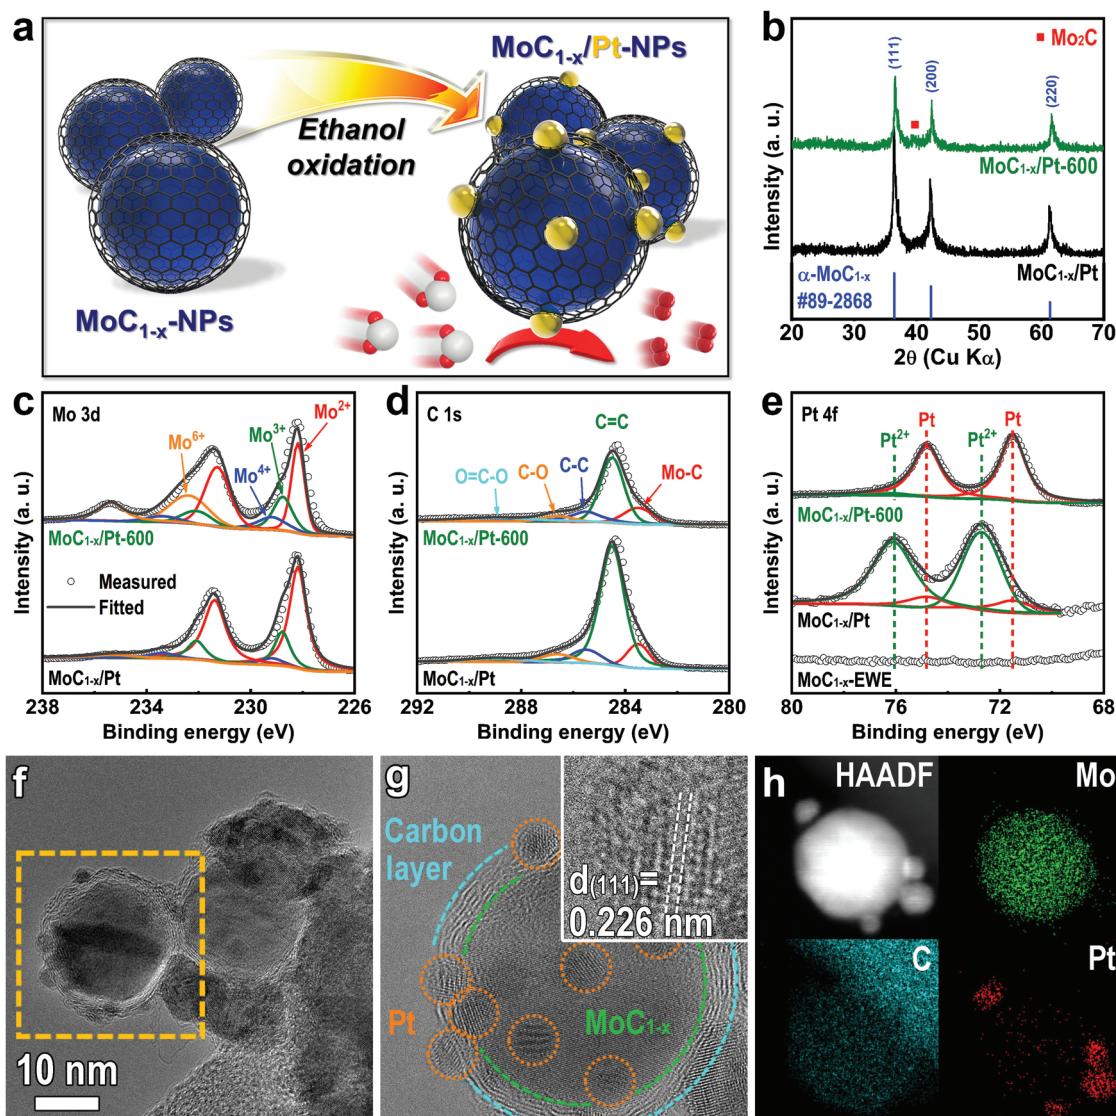 a
MoC1-x/Pt-NPs
Ethanol
oxidation
MoC1-x-NPs
b
Mo2C
(111)
(200)
(220)
MoC1-x/Pt-600
MoC1-x/Pt
α-MoC1-x
#89-2868
Intensity (a. u.)
20 30 40 50 60 70
2θ (Cu Kα)
c
Mo 3d
Mo2+
Mo3+
Mo6+
Mo4+
MoC1-x/Pt-600
Measured
Fitted
MoC1-x/Pt
Intensity (a. u.)
238 234 230 226
Binding energy (eV)
d
C 1s
C=C
C-C
C-O
O=C-O
Mo-C
MoC1-x/Pt-600
MoC1-x/Pt
Intensity (a. u.)
292 288 284 280
Binding energy (eV)
e
Pt 4f
Pt2+ Pt Pt2+ Pt
MoC1-x/Pt-600
MoC1-x/Pt
MoC1-x-EWE
Intensity (a. u.)
80 76 72 68
Binding energy (eV)
f
10 nm
g
Carbon
layer
d(111)=
0.226 nm
Pt
MoC1-x
h
HAADF
Mo
C
Pt